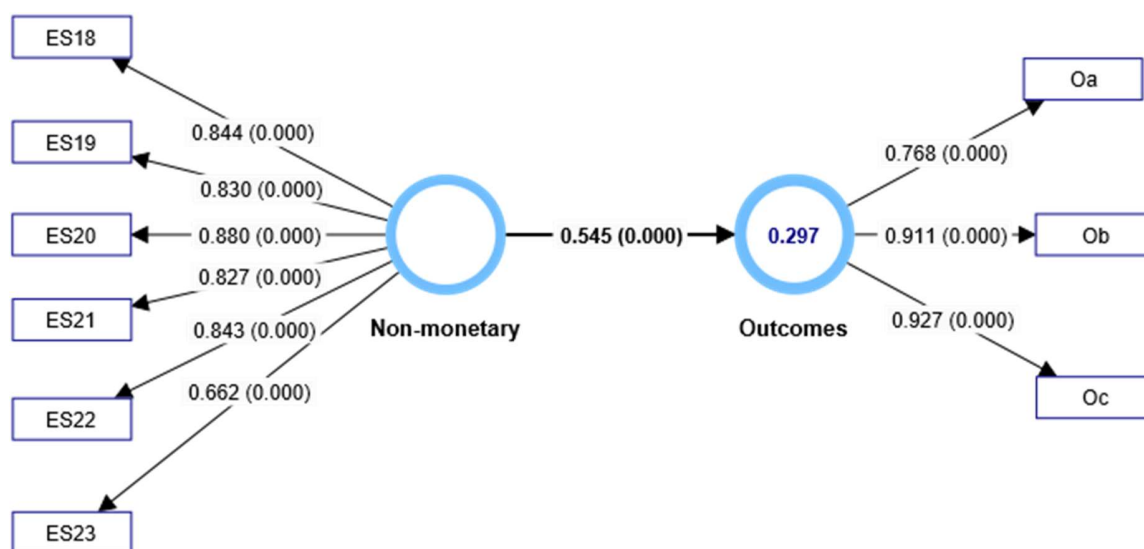 ES18
ES19
ES20
ES21
ES22
ES23
0.844 (0.000)
0.830 (0.000)
0.880 (0.000)
0.827 (0.000)
0.843 (0.000)
0.662 (0.000)
Non-monetary
0.545 (0.000)
0.297
Outcomes
0.768 (0.000)
0.911 (0.000)
0.927 (0.000)
Oa
Ob
Oc